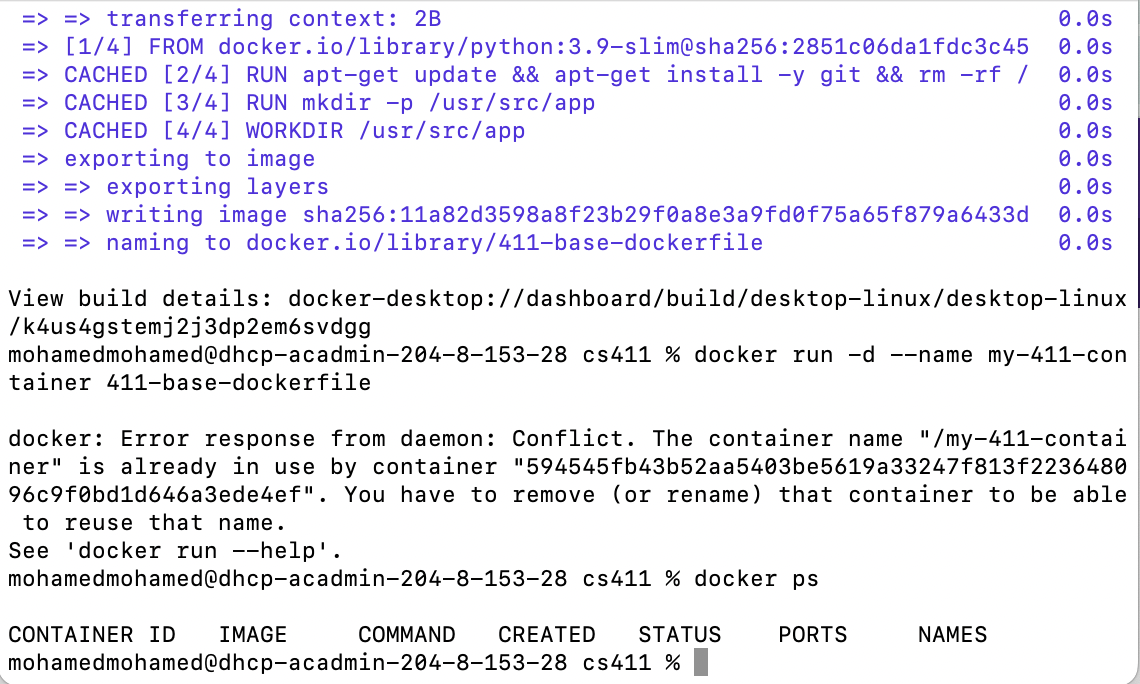 => => transferring context: 2B 0.0s
=> [1/4] FROM docker.io/library/python:3.9-slim@sha256:2851c06da1fdc3c45 0.0s
=> CACHED [2/4] RUN apt-get update && apt-get install -y git && rm -rf / 0.0s
=> CACHED [3/4] RUN mkdir -p /usr/src/app 0.0s
=> CACHED [4/4] WORKDIR /usr/src/app 0.0s
=> exporting to image 0.0s
=> => exporting layers 0.0s
=> => writing image sha256:11a82d3598a8f23b29f0a8e3a9fd0f75a65f879a6433d 0.0s
=> => naming to docker.io/library/411-base-dockerfile 0.0s
View build details: docker-desktop://dashboard/build/desktop-linux/desktop-linux
/k4us4gstemj2j3dp2em6svdgg
mohamedmohamed@dhcp-acadmin-204-8-153-28 cs411 % docker run -d --name my-411-con
tainer 411-base-dockerfile
docker: Error response from daemon: Conflict. The container name "/my-411-contai
ner" is already in use by container "594545fb43b52aa5403be5619a33247f813f2236480
96c9f0bd1d646a3ede4ef". You have to remove (or rename) that container to be able
to reuse that name.
See 'docker run --help'.
mohamedmohamed@dhcp-acadmin-204-8-153-28 cs411 % docker ps
CONTAINER ID IMAGE COMMAND CREATED STATUS PORTS NAMES
mohamedmohamed@dhcp-acadmin-204-8-153-28 cs411 %